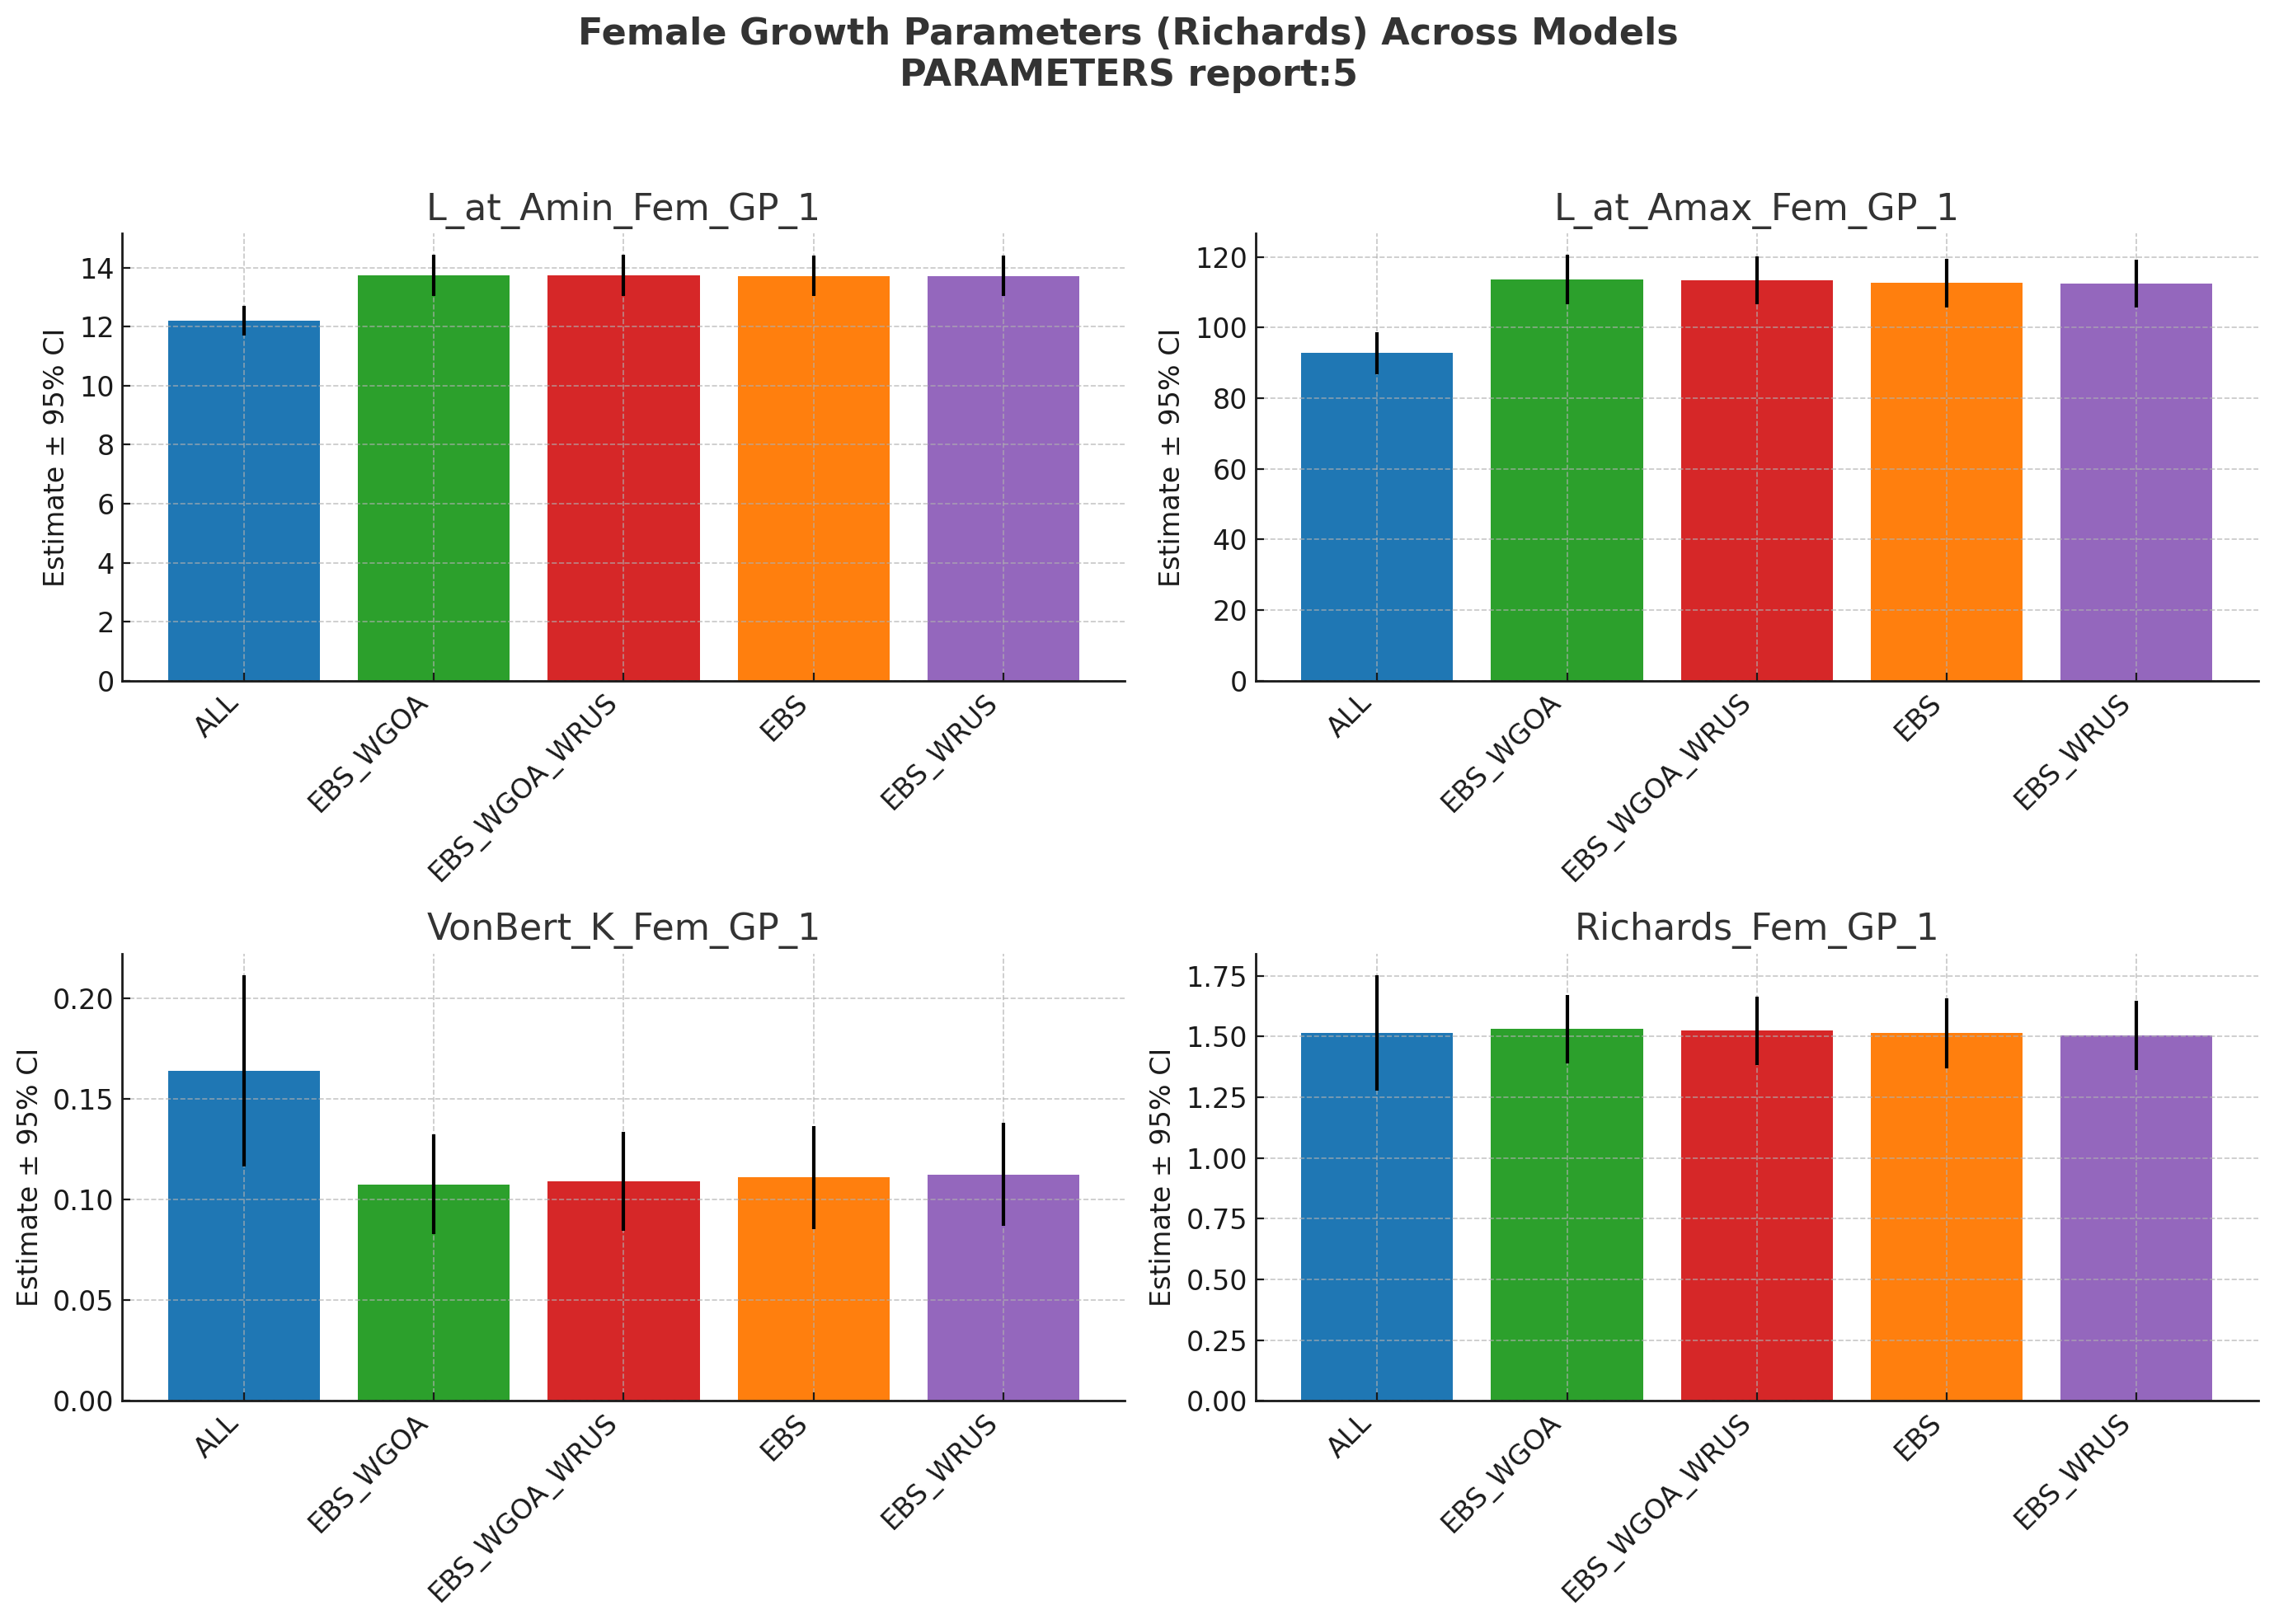 Female Growth Parameters (Richards) Across Models
PARAMETERS report:5
L_at_Amin_Fem_GP_1
Estimate ± 95% CI
14
12
10
8
6
4
2
0
ALL
EBS_WGOA
EBS_WGOA_WRUS
EBS
EBS_WRUS
L_at_Amax_Fem_GP_1
Estimate ± 95% CI
120
100
80
60
40
20
0
ALL
EBS_WGOA
EBS_WGOA_WRUS
EBS
EBS_WRUS
VonBert_K_Fem_GP_1
Estimate ± 95% CI
0.20
0.15
0.10
0.05
0.00
ALL
EBS_WGOA
EBS_WGOA_WRUS
EBS
EBS_WRUS
Richards_Fem_GP_1
Estimate ± 95% CI
1.75
1.50
1.25
1.00
0.75
0.50
0.25
0.00
ALL
EBS_WGOA
EBS_WGOA_WRUS
EBS
EBS_WRUS